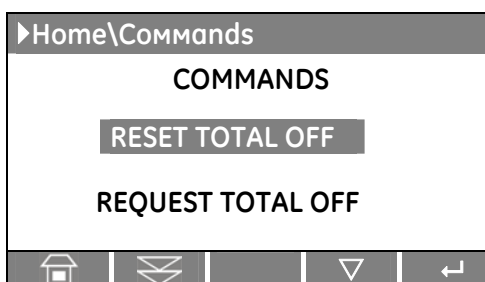 Home\Commands
COMMANDS
RESET TOTAL OFF
REQUEST TOTAL OFF